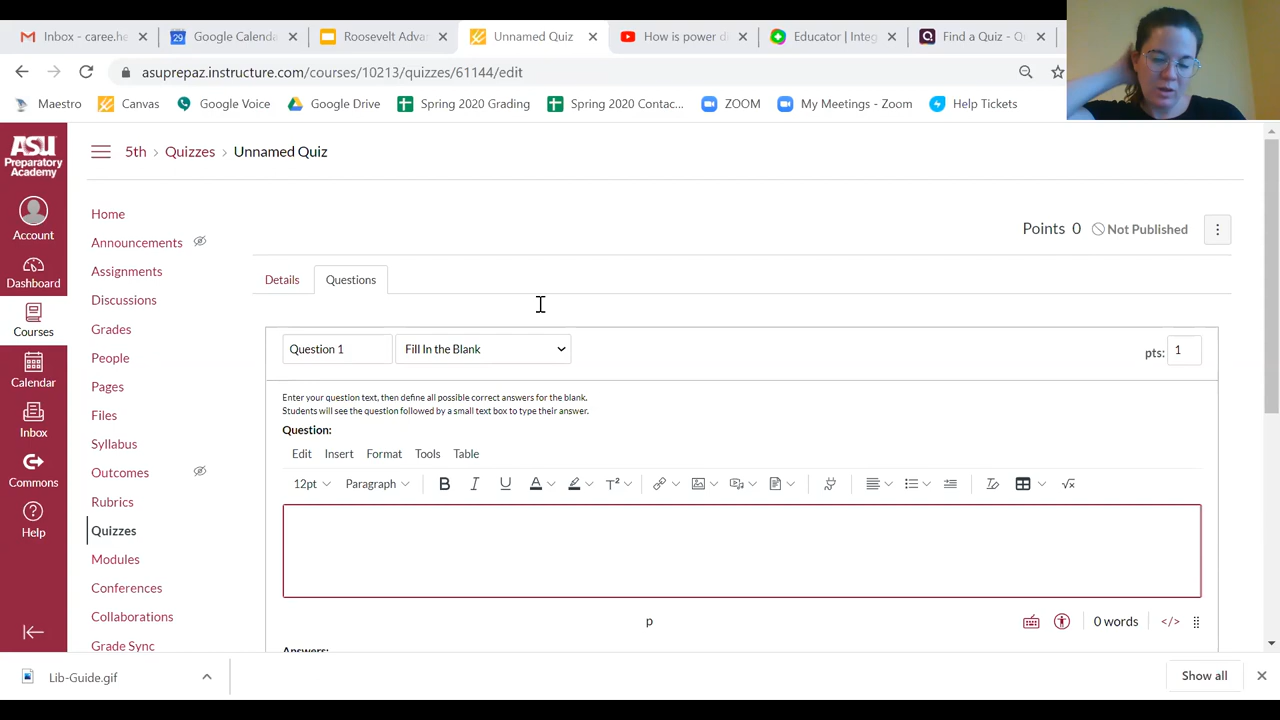 Inbox - caree.he
Google Calenda
Roosevelt Advan
Unnamed Quiz
How is power di
Educator | Integ
Find a Quiz - Q
asuprepaz.instructure.com/courses/10213/quizzes/61144/edit
Maestro
Canvas
Google Voice
Google Drive
Spring 2020 Grading
Spring 2020 Contac...
ZOOM
My Meetings - Zoom
Help Tickets
ASU
Preparatory
Academy
5th > Quizzes > Unnamed Quiz
Account
Dashboard
Courses
Calendar
Inbox
Commons
Help
Home
Announcements
Assignments
Discussions
Grades
People
Pages
Files
Syllabus
Outcomes
Rubrics
Quizzes
Modules
Conferences
Collaborations
Grade Sync
Points 0 Not Published
Details
Questions
Question 1
Fill In the Blank
pts: 1
Enter your question text, then define all possible correct answers for the blank.
Students will see the question followed by a small text box to type their answer.
Question:
Edit Insert Format Tools Table
12pt Paragraph B I U A T² √x
p
0 words </>
Answers:
Lib-Guide.gif
Show all